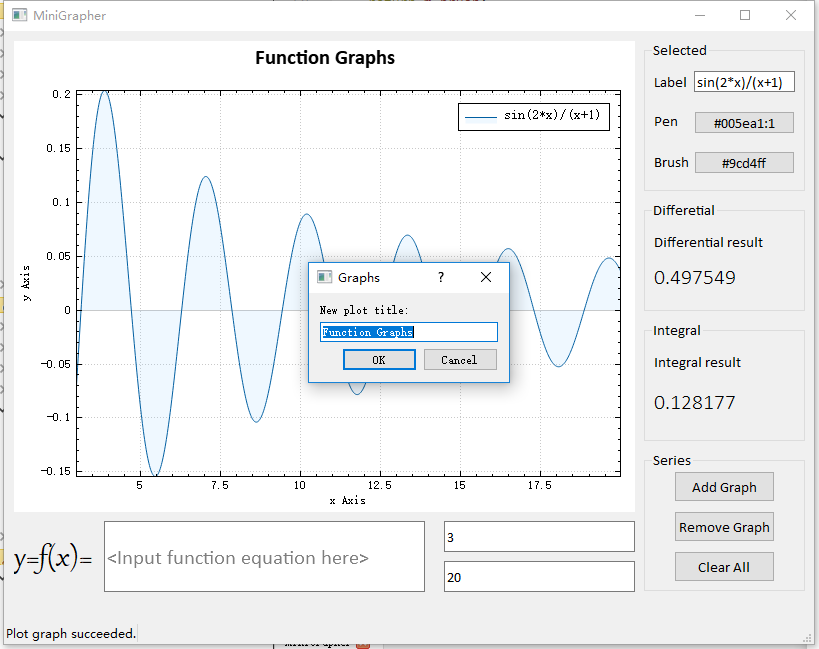 MiniGrapher
Function Graphs
sin(2*x)/(x+1)
0.2
0.15
0.1
0.05
0
-0.05
-0.1
-0.15
y Axis
5
7.5
10
12.5
15
17.5
x Axis
Graphs
?
New plot title:
Function Graphs
OK
Cancel
Selected
Label
sin(2*x)/(x+1)
Pen
#005ea1:1
Brush
#9cd4ff
Differetial
Differential result
0.497549
Integral
Integral result
0.128177
Series
Add Graph
Remove Graph
Clear All
y=f(x)=
<Input function equation here>
3
20
Plot graph succeeded.